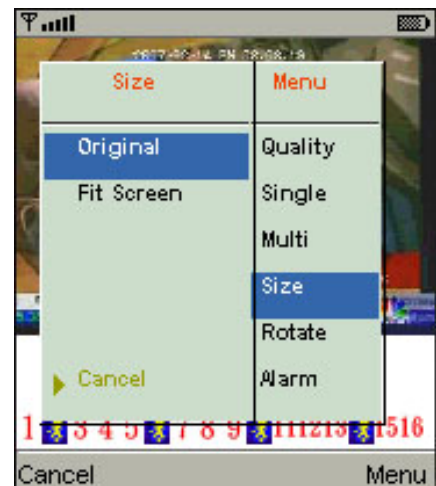 Size
Menu
Original
Fit Screen
Cancel
Quality
Single
Multi
Size
Rotate
Alarm
1 3 4 5 7 8 9 11 12 13 15 16
Cancel
Menu